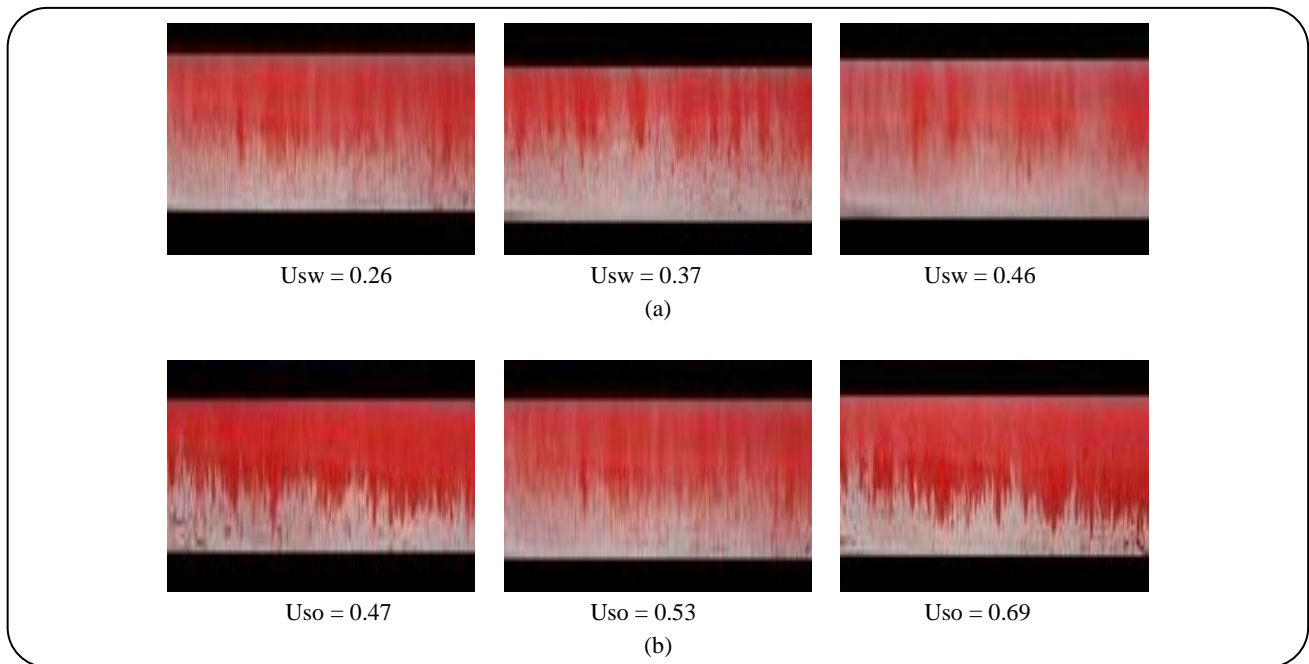 Usw = 0.26 Usw = 0.37 Usw = 0.46
(a)
Uso = 0.47 Uso = 0.53 Uso = 0.69
(b)